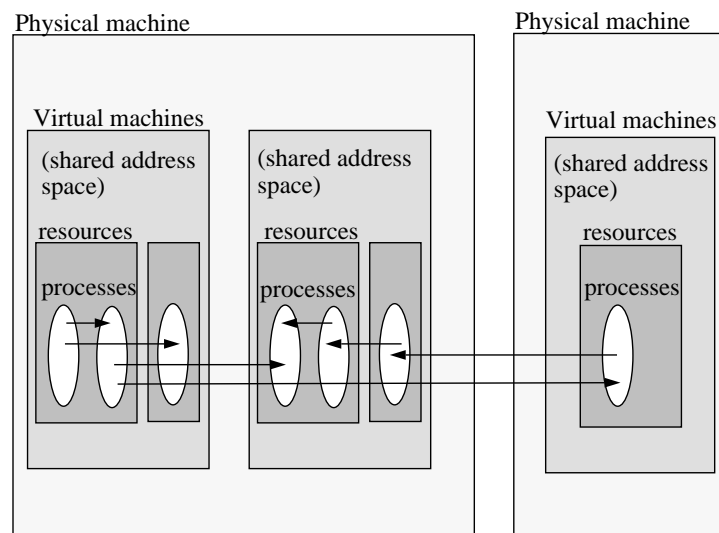 Physical machine
Physical machine
Virtual machines
Virtual machines
(shared address
space)
(shared address
space)
(shared address
space)
resources
resources
resources
processes
processes
processes